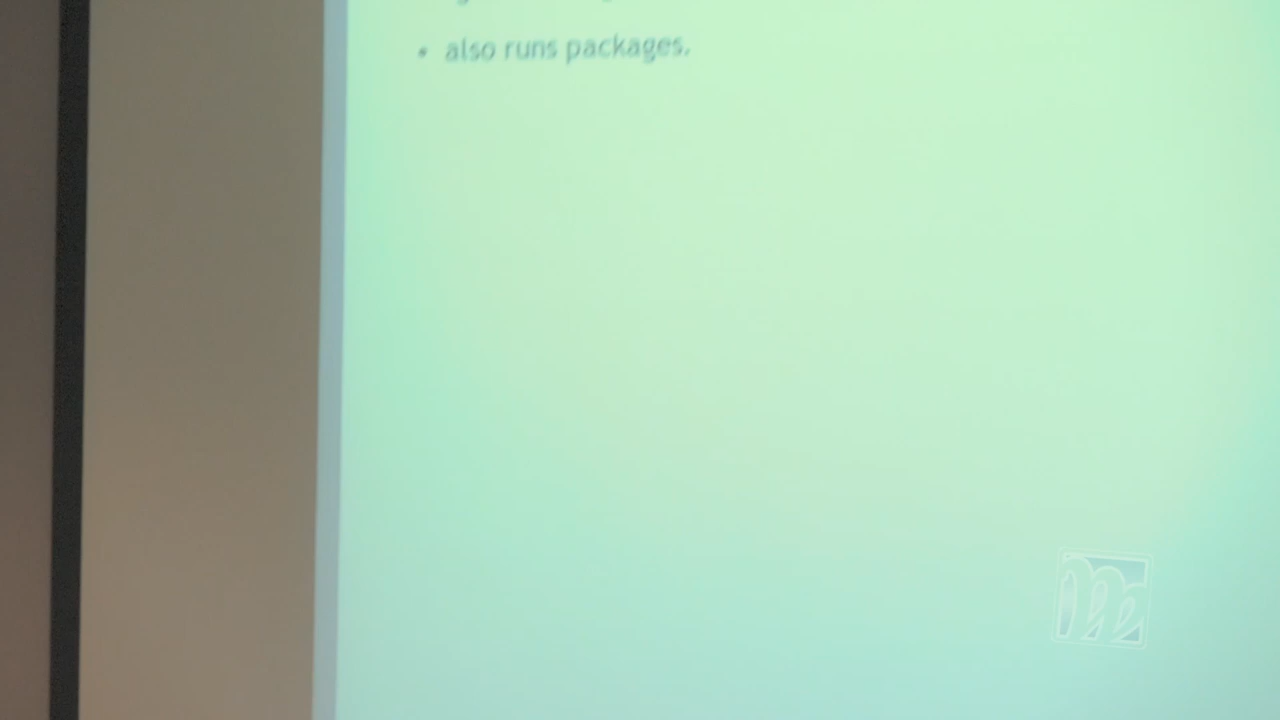 • also runs packages.